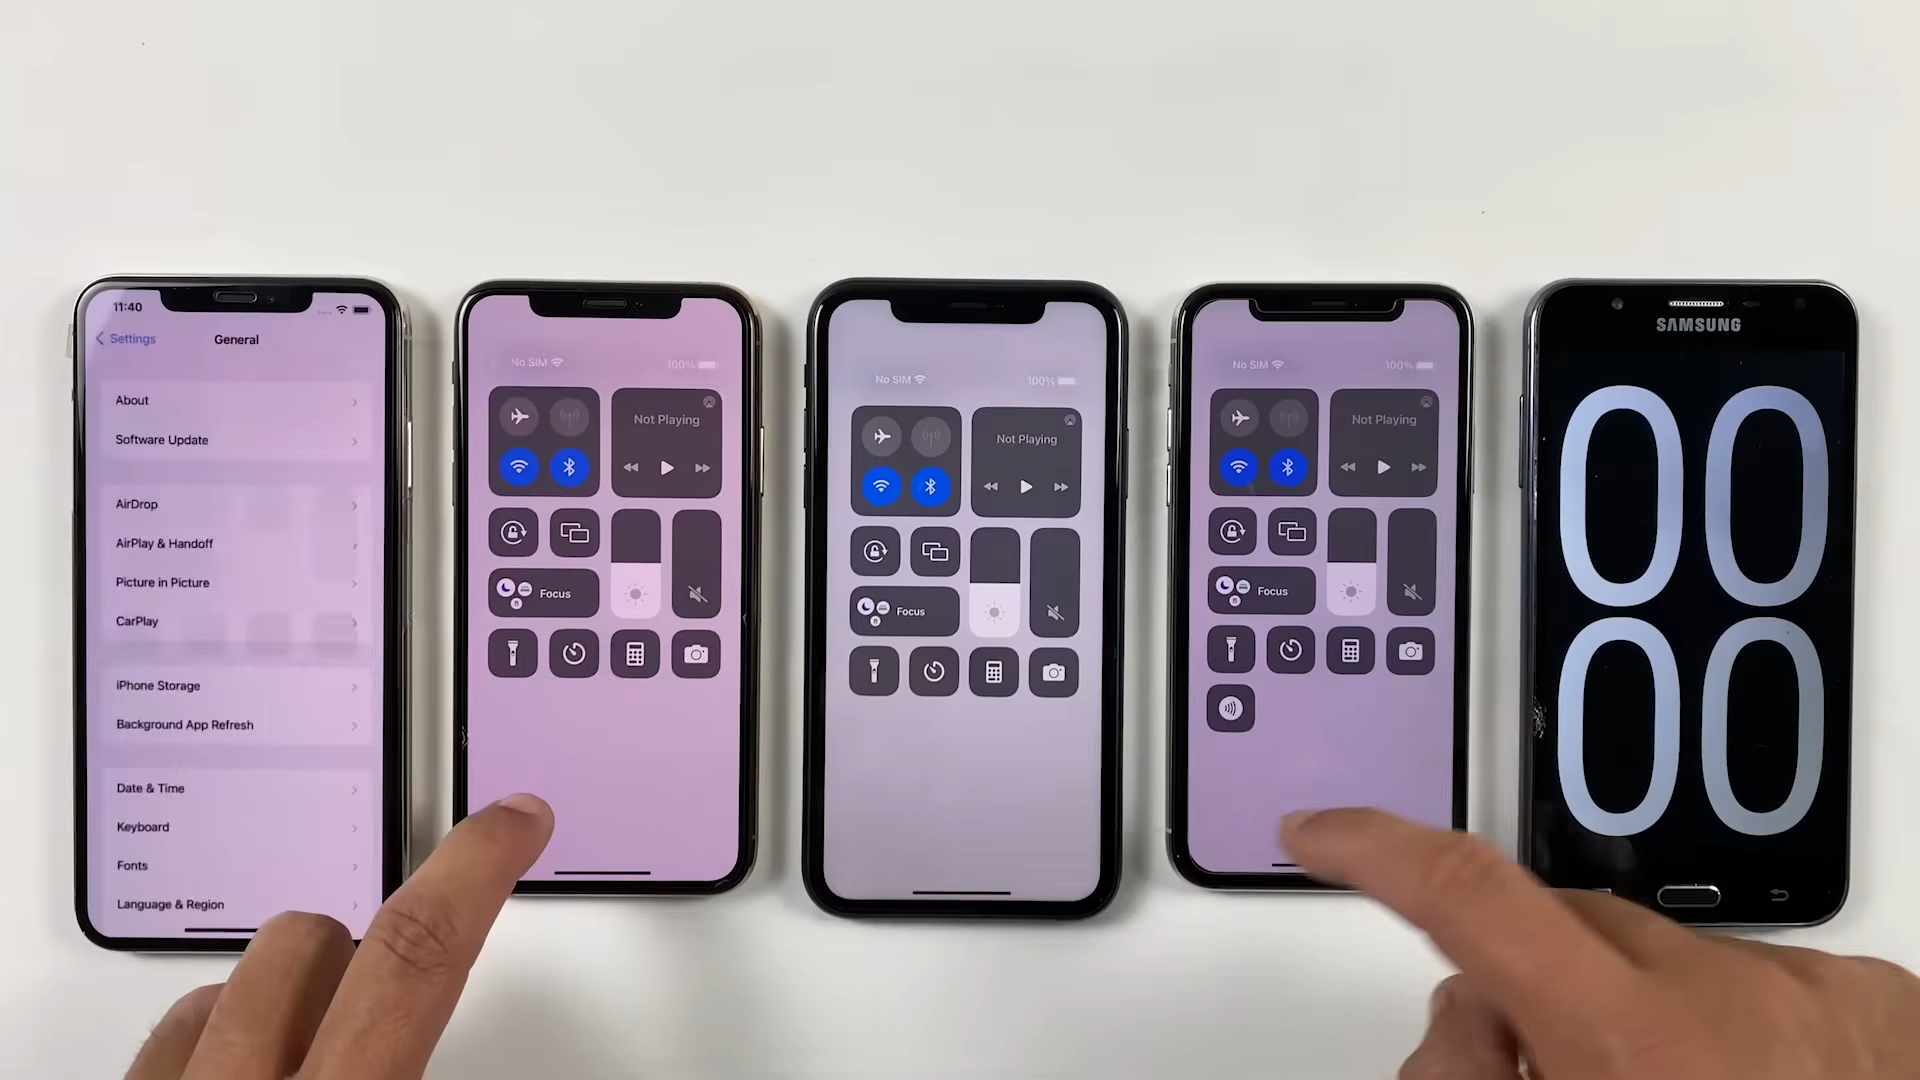 11:40
Settings
General
About
Software Update
AirDrop
AirPlay & Handoff
Picture in Picture
CarPlay
iPhone Storage
Background App Refresh
Date & Time
Keyboard
Fonts
Language & Region
No SIM 100%
Not Playing
Focus
No SIM 100%
Not Playing
Focus
No SIM 100%
Not Playing
Focus
SAMSUNG
00
00